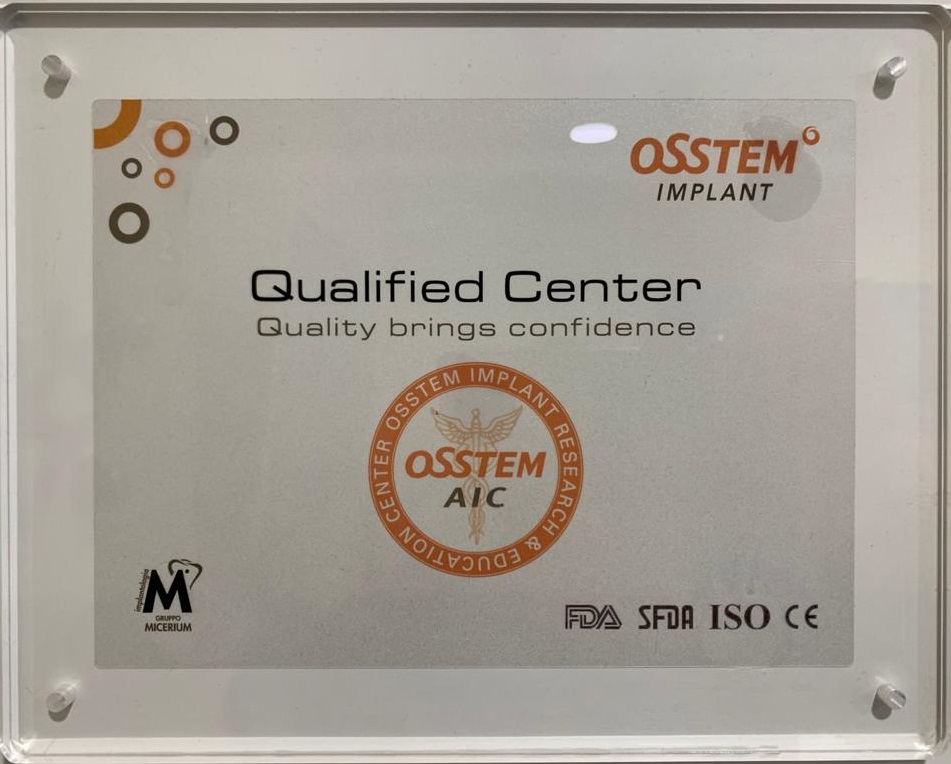 OSSTEM
IMPLANT
Qualified Center
Quality brings confidence
OSSTEM IMPLANT RESEARCH & EDUCATION CENTER
OSSTEM
AIC
implantologia
M
GRUPPO
MICERIUM
FDA SFDA ISO CE